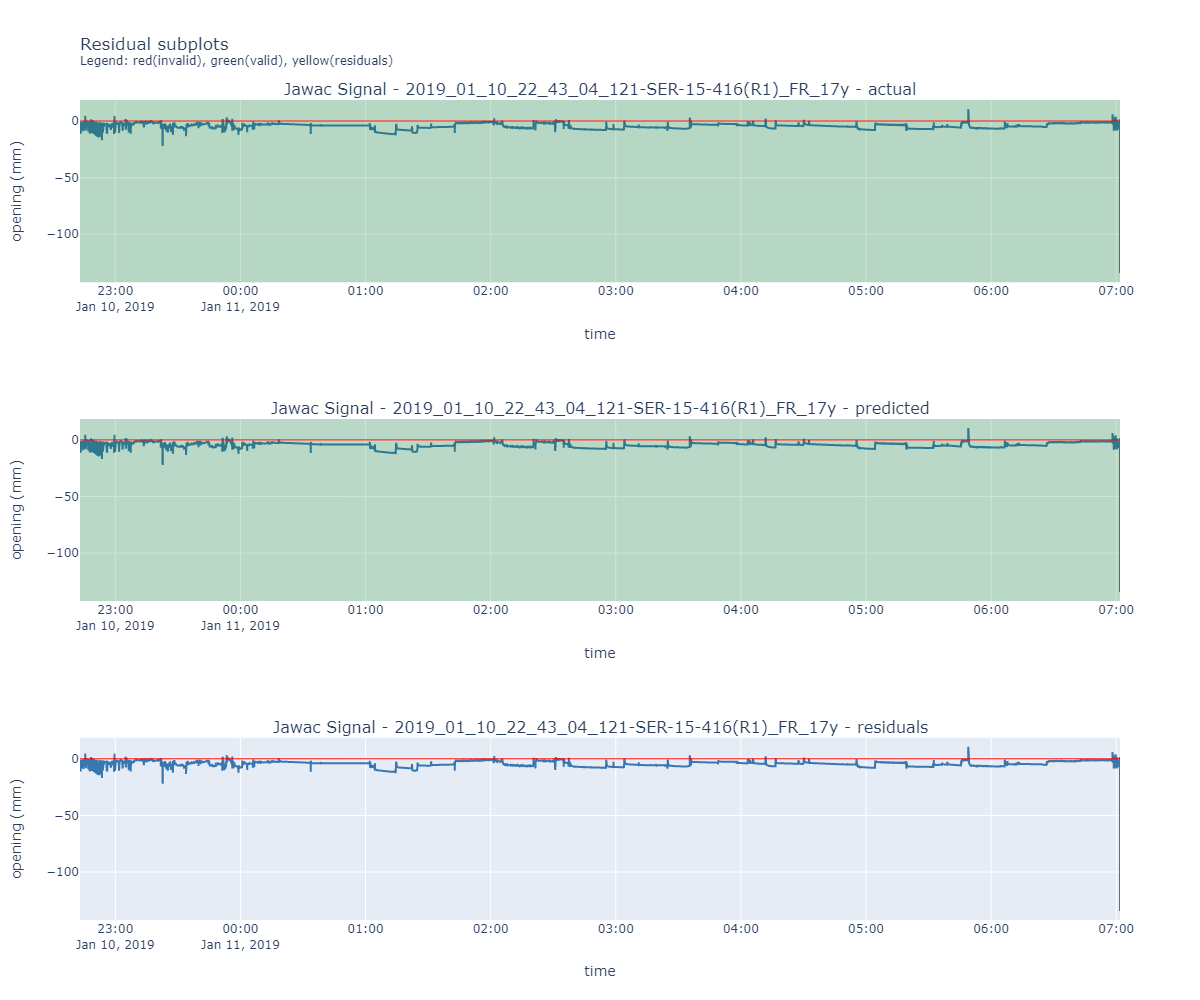 Residual subplots
Legend: red(invalid), green(valid), yellow(residuals)
Jawac Signal - 2019_01_10_22_43_04_121-SER-15-416(R1)_FR_17y - actual
0
−50
−100
opening (mm)
23:00 00:00 01:00 02:00 03:00 04:00 05:00 06:00 07:00
Jan 10, 2019 Jan 11, 2019
time
Jawac Signal - 2019_01_10_22_43_04_121-SER-15-416(R1)_FR_17y - predicted
0
−50
−100
opening (mm)
23:00 00:00 01:00 02:00 03:00 04:00 05:00 06:00 07:00
Jan 10, 2019 Jan 11, 2019
time
Jawac Signal - 2019_01_10_22_43_04_121-SER-15-416(R1)_FR_17y - residuals
0
−50
−100
opening (mm)
23:00 00:00 01:00 02:00 03:00 04:00 05:00 06:00 07:00
Jan 10, 2019 Jan 11, 2019
time